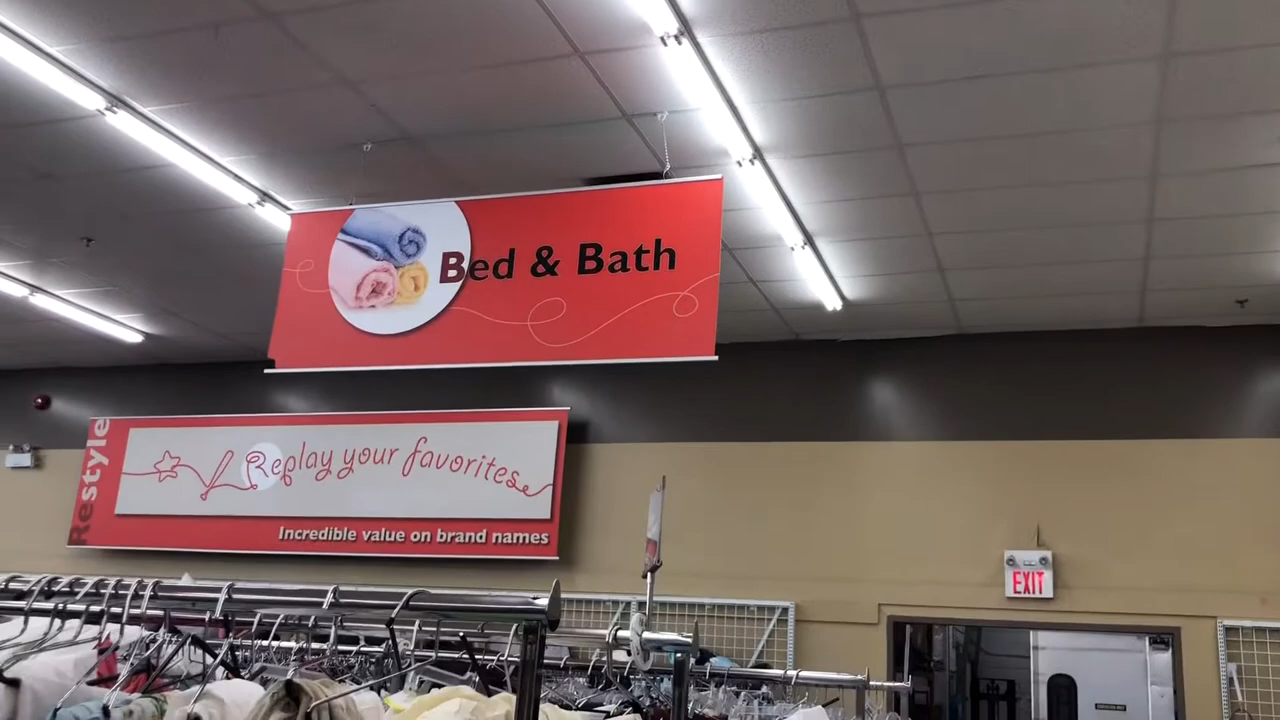 Bed & Bath
Restyle
Replay your favorites
Incredible value on brand names
EXIT